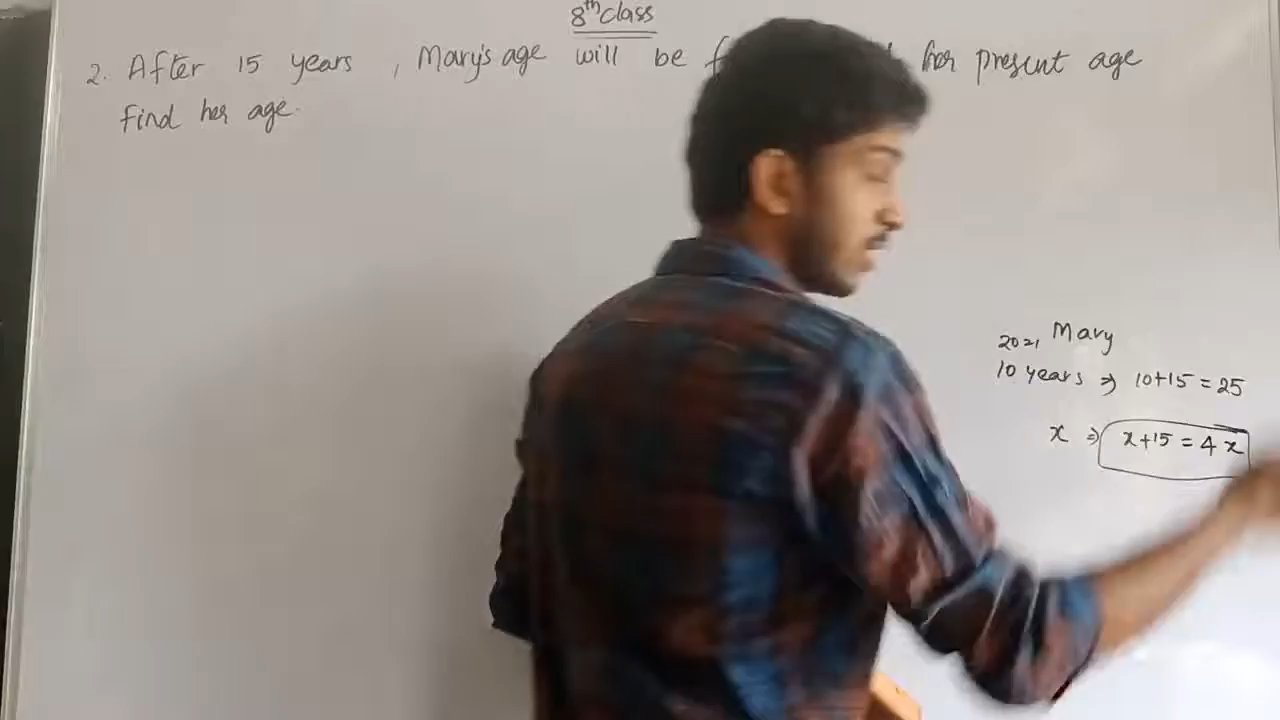 8th class
2. After 15 years , Mary's age will be her present age
Find her age.
2021 Mary
10 years ⇒ 10+15=25
x ⇒ x+15=4x